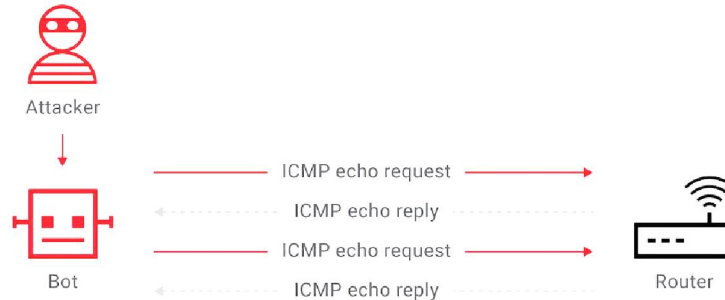 Attacker
ICMP echo request
ICMP echo reply
ICMP echo request
ICMP echo reply
Bot
Router